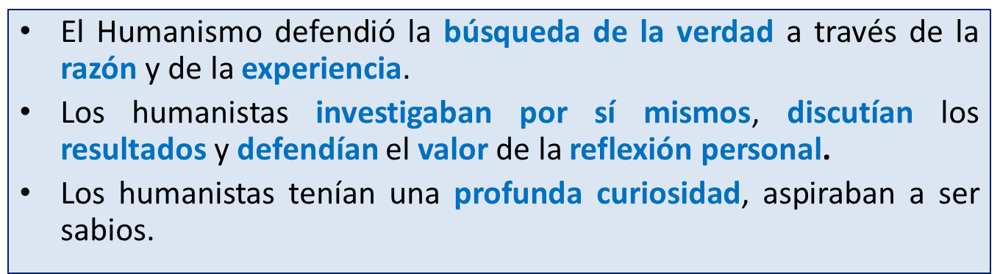 • El Humanismo defendió la búsqueda de la verdad a través de la
razón y de la experiencia.
• Los humanistas investigaban por sí mismos, discutían los
resultados y defendían el valor de la reflexión personal.
• Los humanistas tenían una profunda curiosidad, aspiraban a ser
sabios.